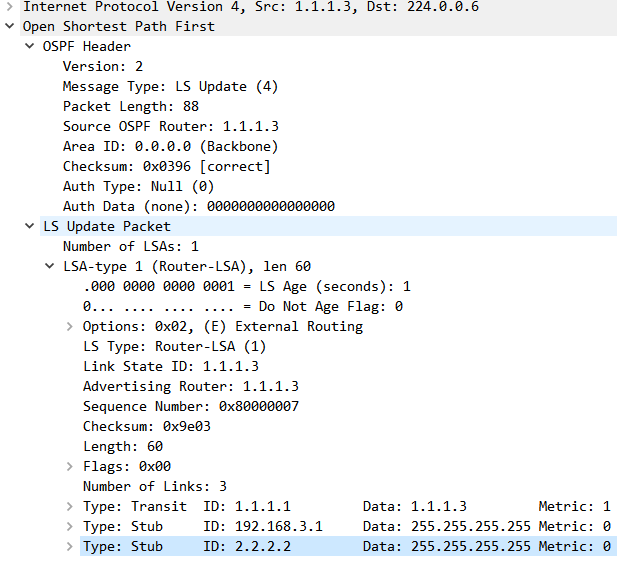 Internet Protocol Version 4, Src: 1.1.1.3, Dst: 224.0.0.6
Open Shortest Path First
OSPF Header
Version: 2
Message Type: LS Update (4)
Packet Length: 88
Source OSPF Router: 1.1.1.3
Area ID: 0.0.0.0 (Backbone)
Checksum: 0x0396 [correct]
Auth Type: Null (0)
Auth Data (none): 0000000000000000
LS Update Packet
Number of LSAs: 1
LSA-type 1 (Router-LSA), len 60
.000 0000 0000 0001 = LS Age (seconds): 1
0... .... .... .... = Do Not Age Flag: 0
Options: 0x02, (E) External Routing
LS Type: Router-LSA (1)
Link State ID: 1.1.1.3
Advertising Router: 1.1.1.3
Sequence Number: 0x80000007
Checksum: 0x9e03
Length: 60
Flags: 0x00
Number of Links: 3
Type: Transit  ID: 1.1.1.1         Data: 1.1.1.3         Metric: 1
Type: Stub     ID: 192.168.3.1     Data: 255.255.255.255 Metric: 0
Type: Stub     ID: 2.2.2.2         Data: 255.255.255.255 Metric: 0